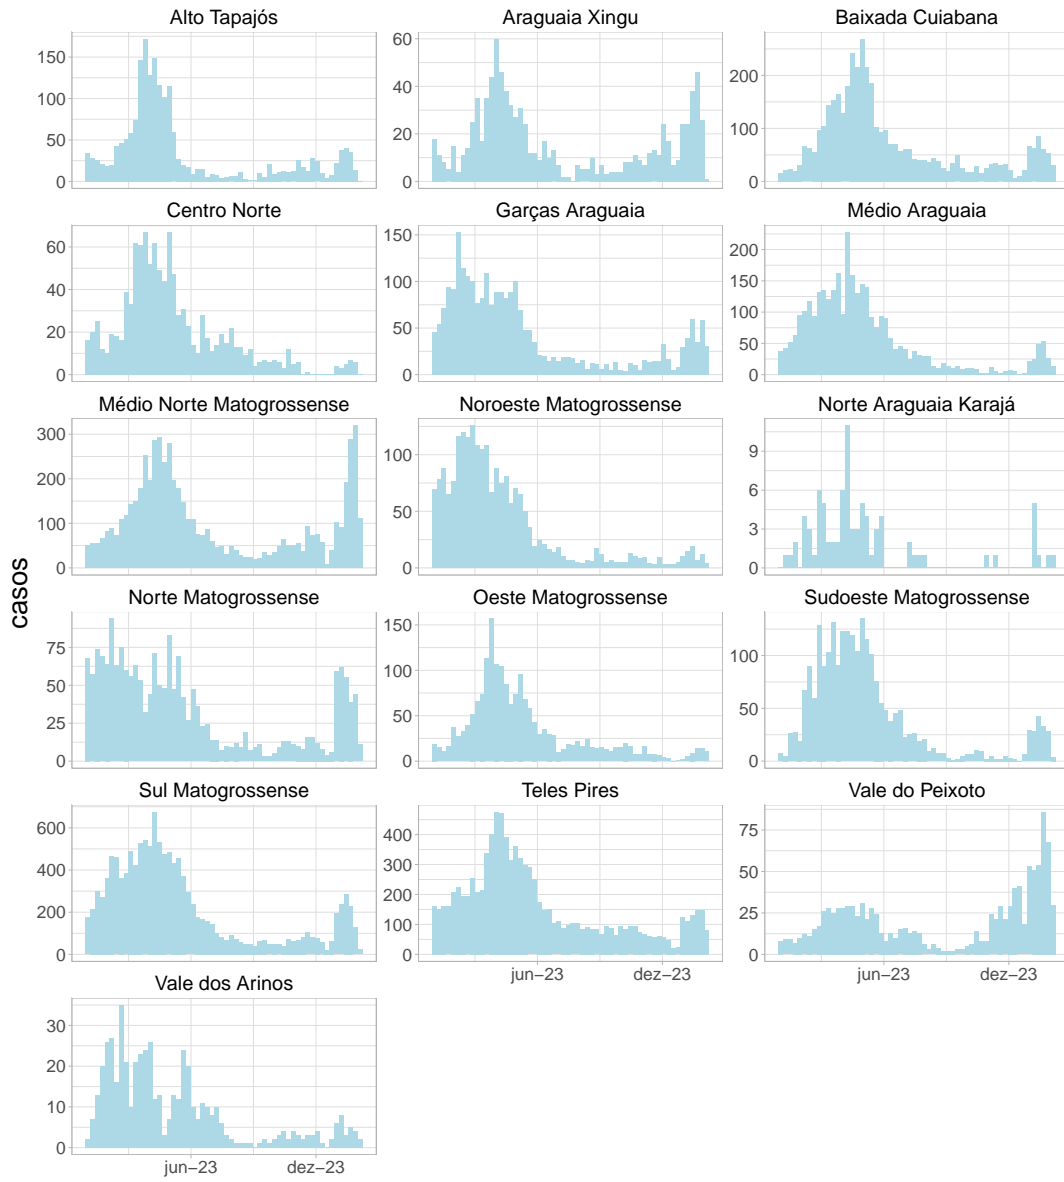 Alto Tapajós
Araguaia Xingu
Baixada Cuiabana
150
100
50
0
60
40
20
0
200
100
0
Centro Norte
Garças Araguaia
Médio Araguaia
60
40
20
0
150
100
50
0
200
150
100
50
0
Médio Norte Matogrossense
Noroeste Matogrossense
Norte Araguaia Karajá
300
200
100
0
100
50
0
9
6
3
0
casos
Norte Matogrossense
Oeste Matogrossense
Sudoeste Matogrossense
75
50
25
0
150
100
50
0
100
50
0
Sul Matogrossense
Teles Pires
Vale do Peixoto
600
400
200
0
400
300
200
100
0
75
50
25
0
jun−23
dez−23
jun−23
dez−23
Vale dos Arinos
30
20
10
0
jun−23
dez−23